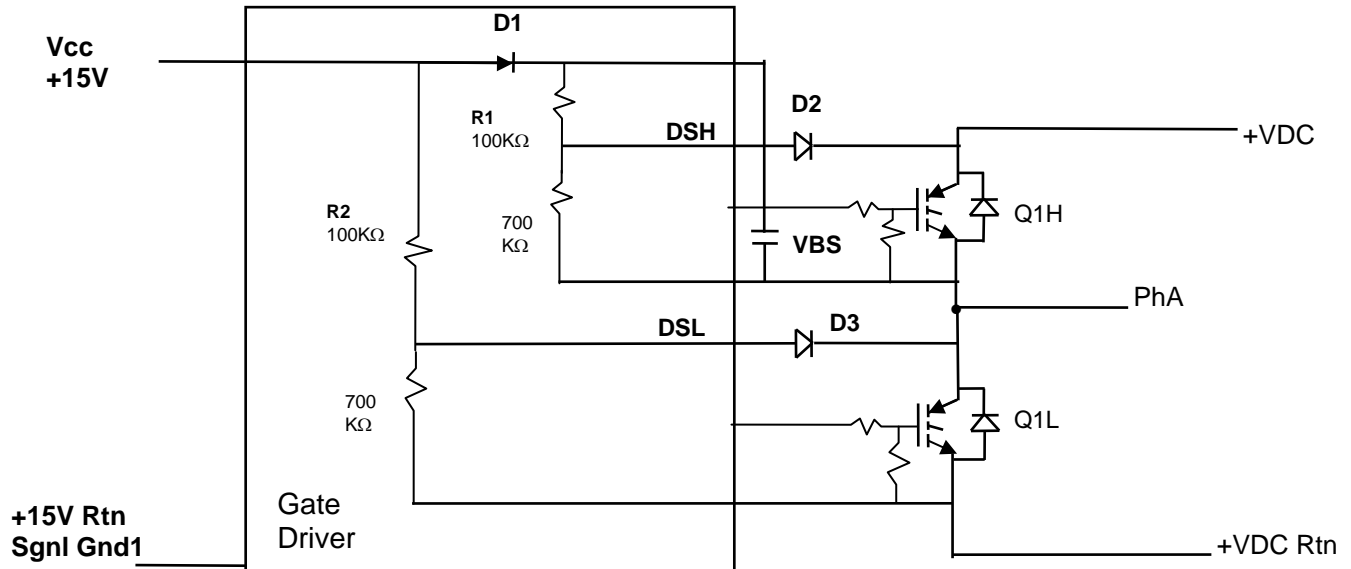 D1
Vcc
+15V
R1
100KΩ
DSH
D2
+VDC
R2
100KΩ
700
KΩ
VBS
Q1H
PhA
DSL
D3
700
KΩ
Q1L
Gate
Driver
+15V Rtn
Sgnl Gnd1
+VDC Rtn